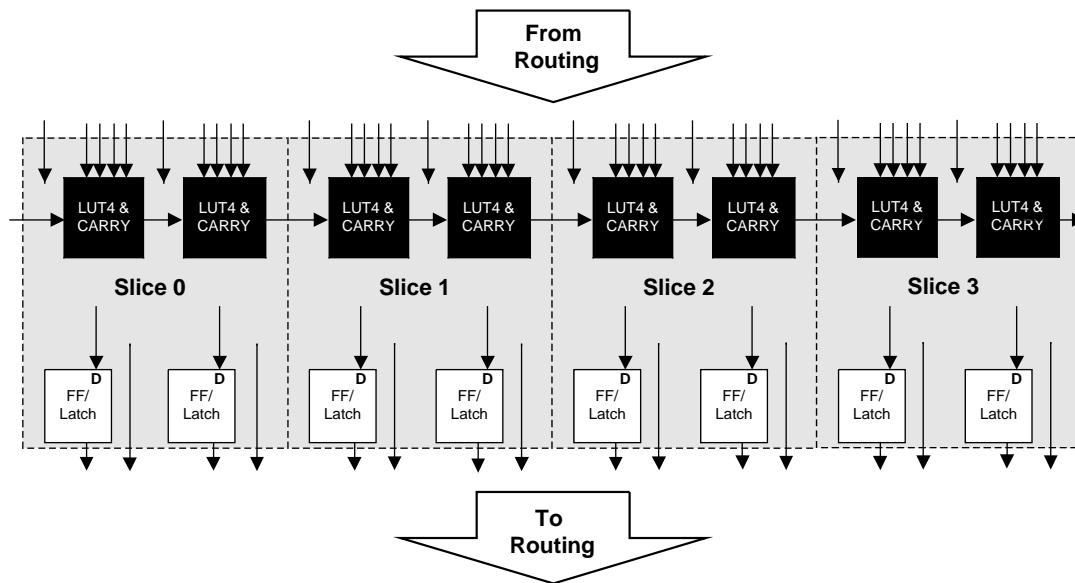 From
Routing
LUT4 &
CARRY
LUT4 &
CARRY
LUT4 &
CARRY
LUT4 &
CARRY
LUT4 &
CARRY
LUT4 &
CARRY
LUT4 &
CARRY
LUT4 &
CARRY
Slice 0
Slice 1
Slice 2
Slice 3
D
FF/
Latch
D
FF/
Latch
D
FF/
Latch
D
FF/
Latch
D
FF/
Latch
D
FF/
Latch
D
FF/
Latch
D
FF/
Latch
To
Routing